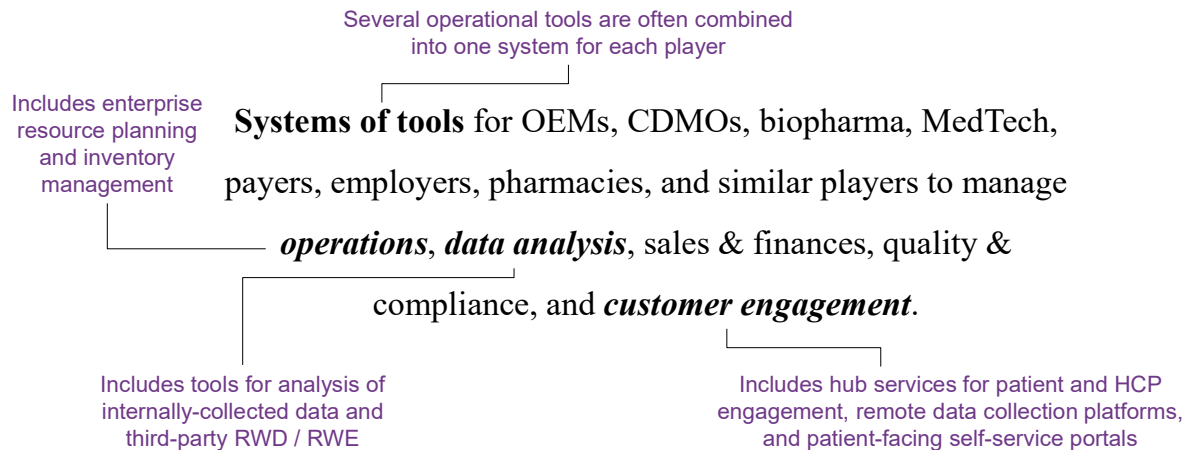 Several operational tools are often combined
into one system for each player
Includes enterprise
resource planning
and inventory
management
Systems of tools for OEMs, CDMOs, biopharma, MedTech,
payers, employers, pharmacies, and similar players to manage
operations, data analysis, sales & finances, quality &
compliance, and customer engagement.
Includes tools for analysis of
internally-collected data and
third-party RWD / RWE
Includes hub services for patient and HCP
engagement, remote data collection platforms,
and patient-facing self-service portals